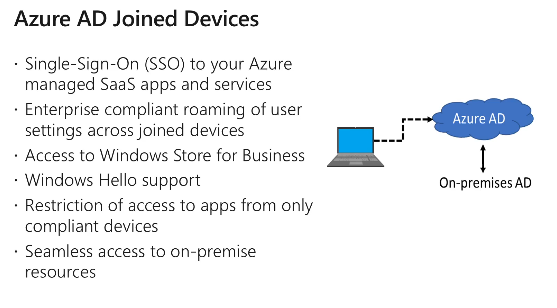 Azure AD Joined Devices
· Single-Sign-On (SSO) to your Azure
managed SaaS apps and services
· Enterprise compliant roaming of user
settings across joined devices
· Access to Windows Store for Business
· Windows Hello support
· Restriction of access to apps from only
compliant devices
· Seamless access to on-premise
resources
Azure AD
On-premises AD